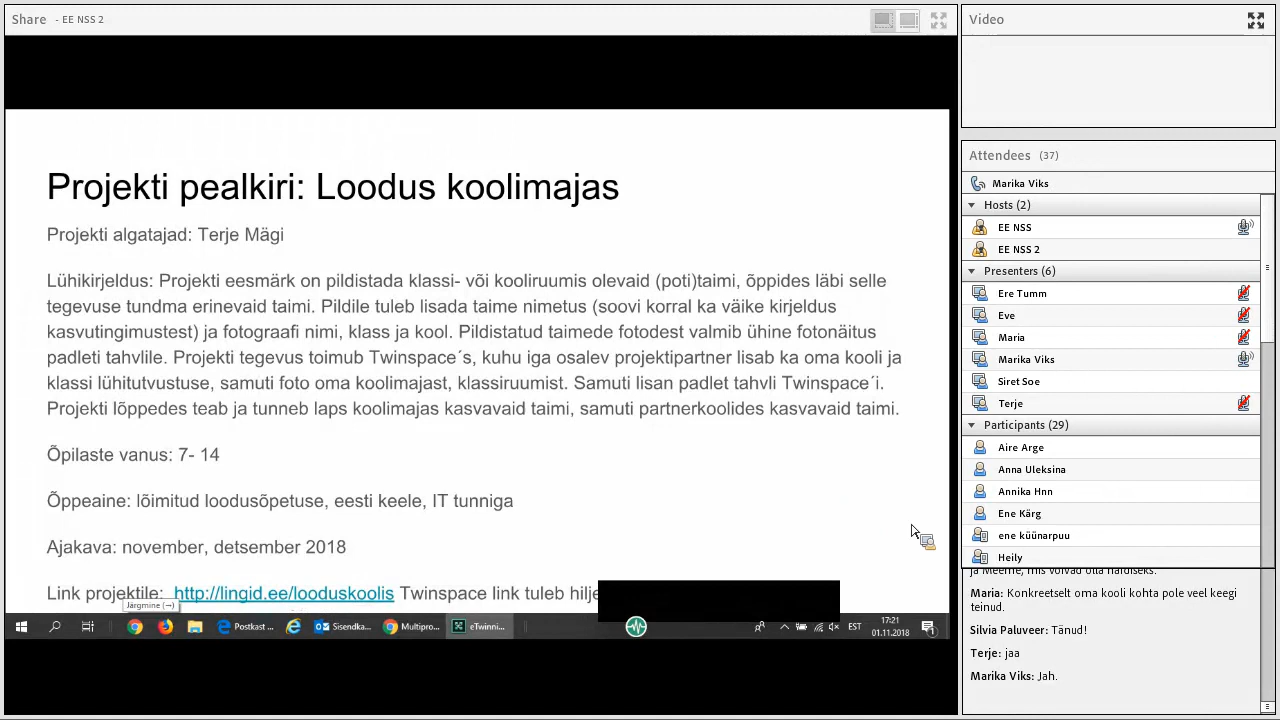 Share - EE NSS 2
Projekti pealkiri: Loodus koolimajas
Projekti algatajad: Terje Mägi
Lühikirjeldus: Projekti eesmärk on pildistada klassi- või kooliruumis olevaid (poti)taimi, õppides läbi selle
tegevuse tundma erinevaid taimi. Pildile tuleb lisada taime nimetus (soovi korral ka väike kirjeldus
kasvutingimustest) ja fotograafi nimi, klass ja kool. Pildistatud taimede fotodest valmib ühine fotonäitus
padleti tahvlile. Projekti tegevus toimub Twinspace´s, kuhu iga osalev projektipartner lisab ka oma kooli ja
klassi lühitutvustuse, samuti foto oma koolimajast, klassiruumist. Samuti lisan padlet tahvli Twinspace´i.
Projekti lõppedes teab ja tunneb laps koolimajas kasvavaid taimi, samuti partnerkoolides kasvavaid taimi.
Õpilaste vanus: 7- 14
Õppeaine: lõimitud loodusõpetuse, eesti keele, IT tunniga
Ajakava: november, detsember 2018
Link projektile: http://lingid.ee/looduskoolis Twinspace link tuleb hilje
Järgmine (→)
Postkast ...
Sisendka...
Multipro...
eTwinni...
EST
17:21
01.11.2018
1
Video
Attendees (37)
Marika Viks
Hosts (2)
EE NSS
EE NSS 2
Presenters (6)
Ere Tumm
Eve
Maria
Marika Viks
Siret Soe
Terje
Participants (29)
Aire Arge
Anna Uleksina
Annika Hnn
Ene Kärg
ene küünarpuu
Heily
Maria: Konkreetselt oma kooli kohta pole veel keegi
teinud.
Silvia Paluveer: Tänud!
Terje: jaa
Marika Viks: Jah.